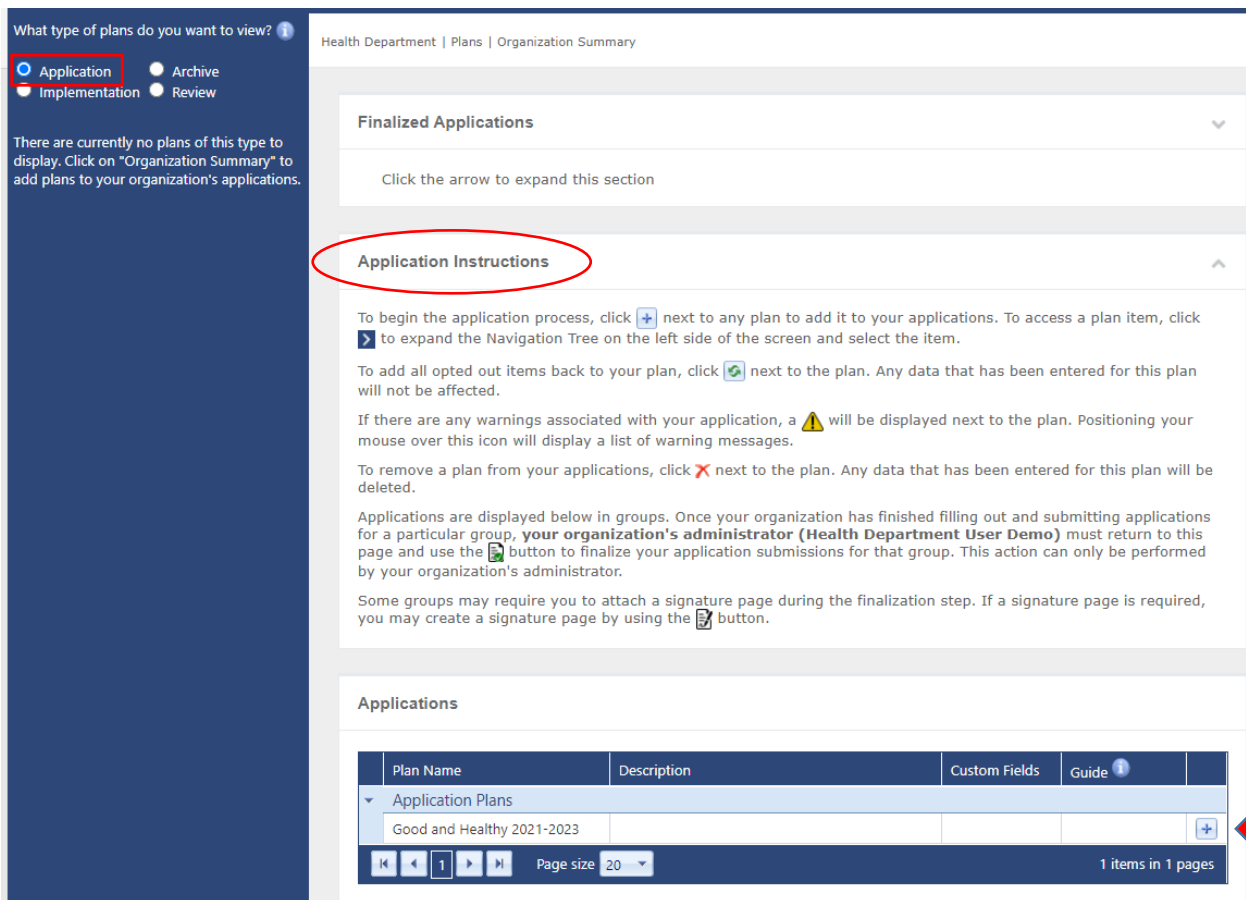 What type of plans do you want to view?
Application Archive
Implementation Review
There are currently no plans of this type to
display. Click on "Organization Summary" to
add plans to your organization's applications.
Health Department | Plans | Organization Summary
Finalized Applications
Click the arrow to expand this section
Application Instructions
To begin the application process, click + next to any plan to add it to your applications. To access a plan item, click
> to expand the Navigation Tree on the left side of the screen and select the item.
To add all opted out items back to your plan, click next to the plan. Any data that has been entered for this plan
will not be affected.
If there are any warnings associated with your application, a will be displayed next to the plan. Positioning your
mouse over this icon will display a list of warning messages.
To remove a plan from your applications, click next to the plan. Any data that has been entered for this plan will be
deleted.
Applications are displayed below in groups. Once your organization has finished filling out and submitting applications
for a particular group, your organization's administrator (Health Department User Demo) must return to this
page and use the button to finalize your application submissions for that group. This action can only be performed
by your organization's administrator.
Some groups may require you to attach a signature page during the finalization step. If a signature page is required,
you may create a signature page by using the button.
Applications
Plan Name Description Custom Fields Guide
Application Plans
Good and Healthy 2021-2023 +
1 Page size 20 1 items in 1 pages